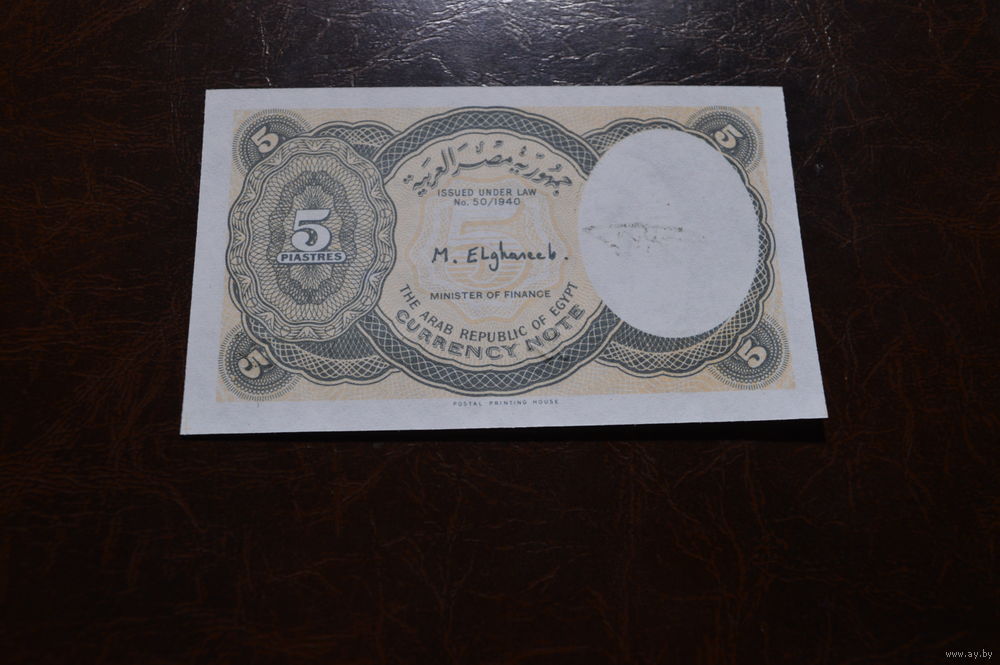 5
5
جمهورية مصر العربية
ISSUED UNDER LAW
No. 50/1940
5
PIASTRES
5
M. ELghareeb.
MINISTER OF FINANCE
THE ARAB REPUBLIC OF EGYPT
CURRENCY NOTE
5
5
POSTAL PRINTING HOUSE
www.ay.by